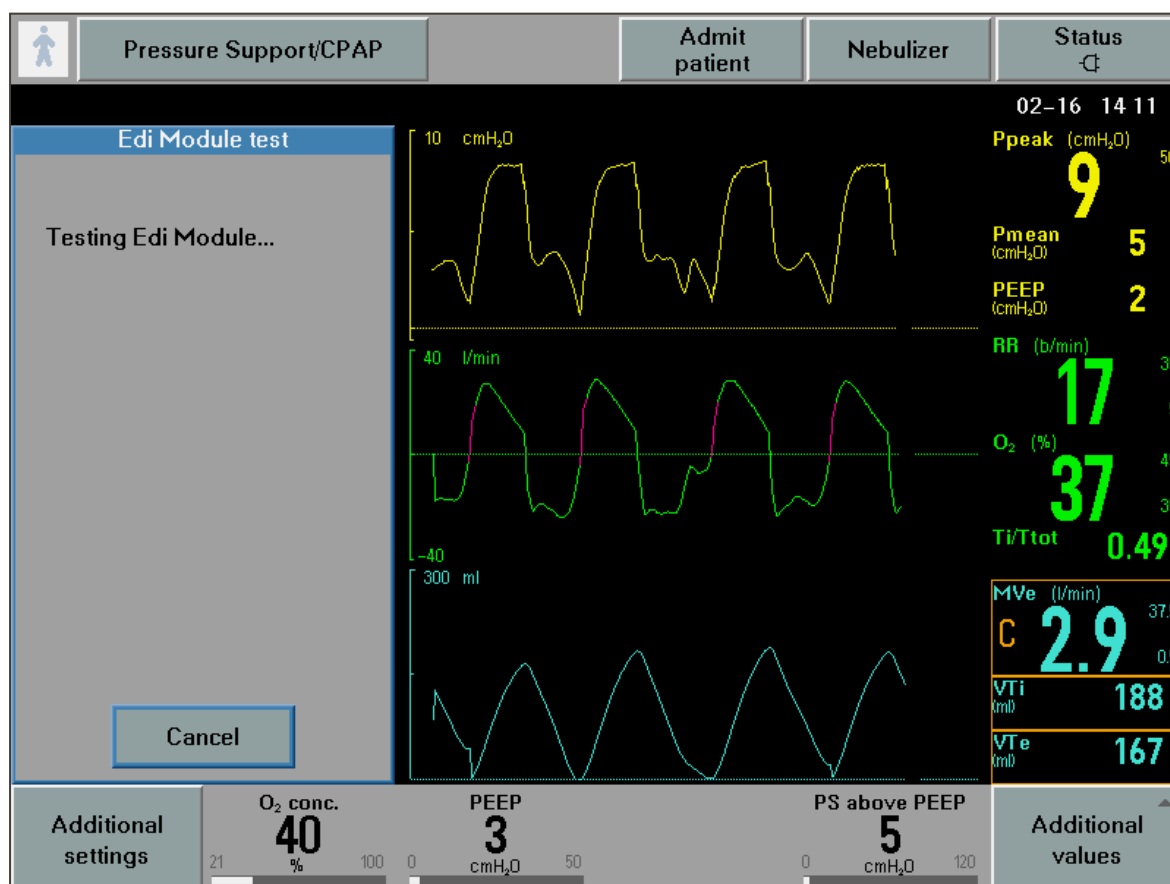 Pressure Support/CPAP
Admit
patient
Nebulizer
Status
02-16 14 11
Edi Module test
Testing Edi Module...
Cancel
10 cmH₂O
40 l/min
-40
300 ml
Ppeak (cmH₂O)
9
Pmean
(cmH₂O)
5
PEEP
(cmH₂O)
2
RR (b/min)
17
O₂ (%)
37
Ti/Ttot
0.49
MVe (l/min)
C
2.9
VTi
(ml)
188
VTe
(ml)
167
Additional
settings
O₂ conc.
40
21 % 100
PEEP
3
0 cmH₂O 50
PS above PEEP
5
0 cmH₂O 120
Additional
values